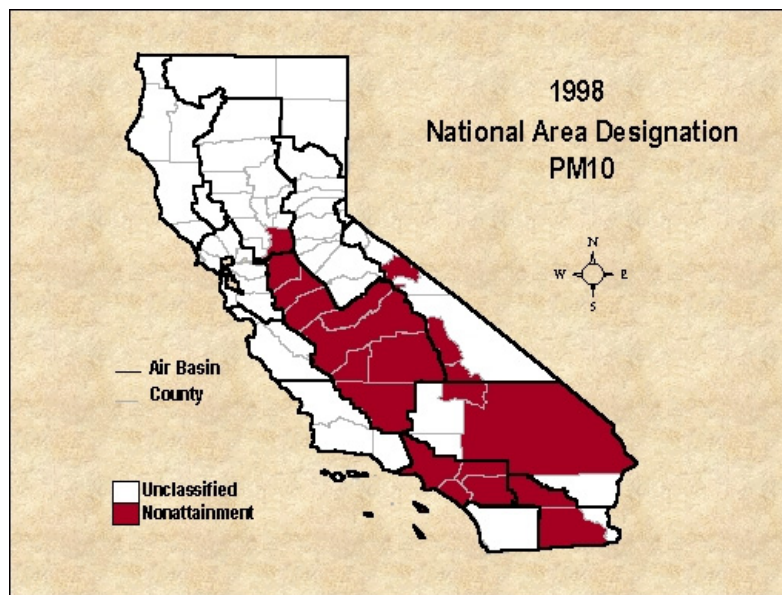 1998
National Area Designation
PM10
N
W E
S
Air Basin
County
Unclassified
Nonattainment